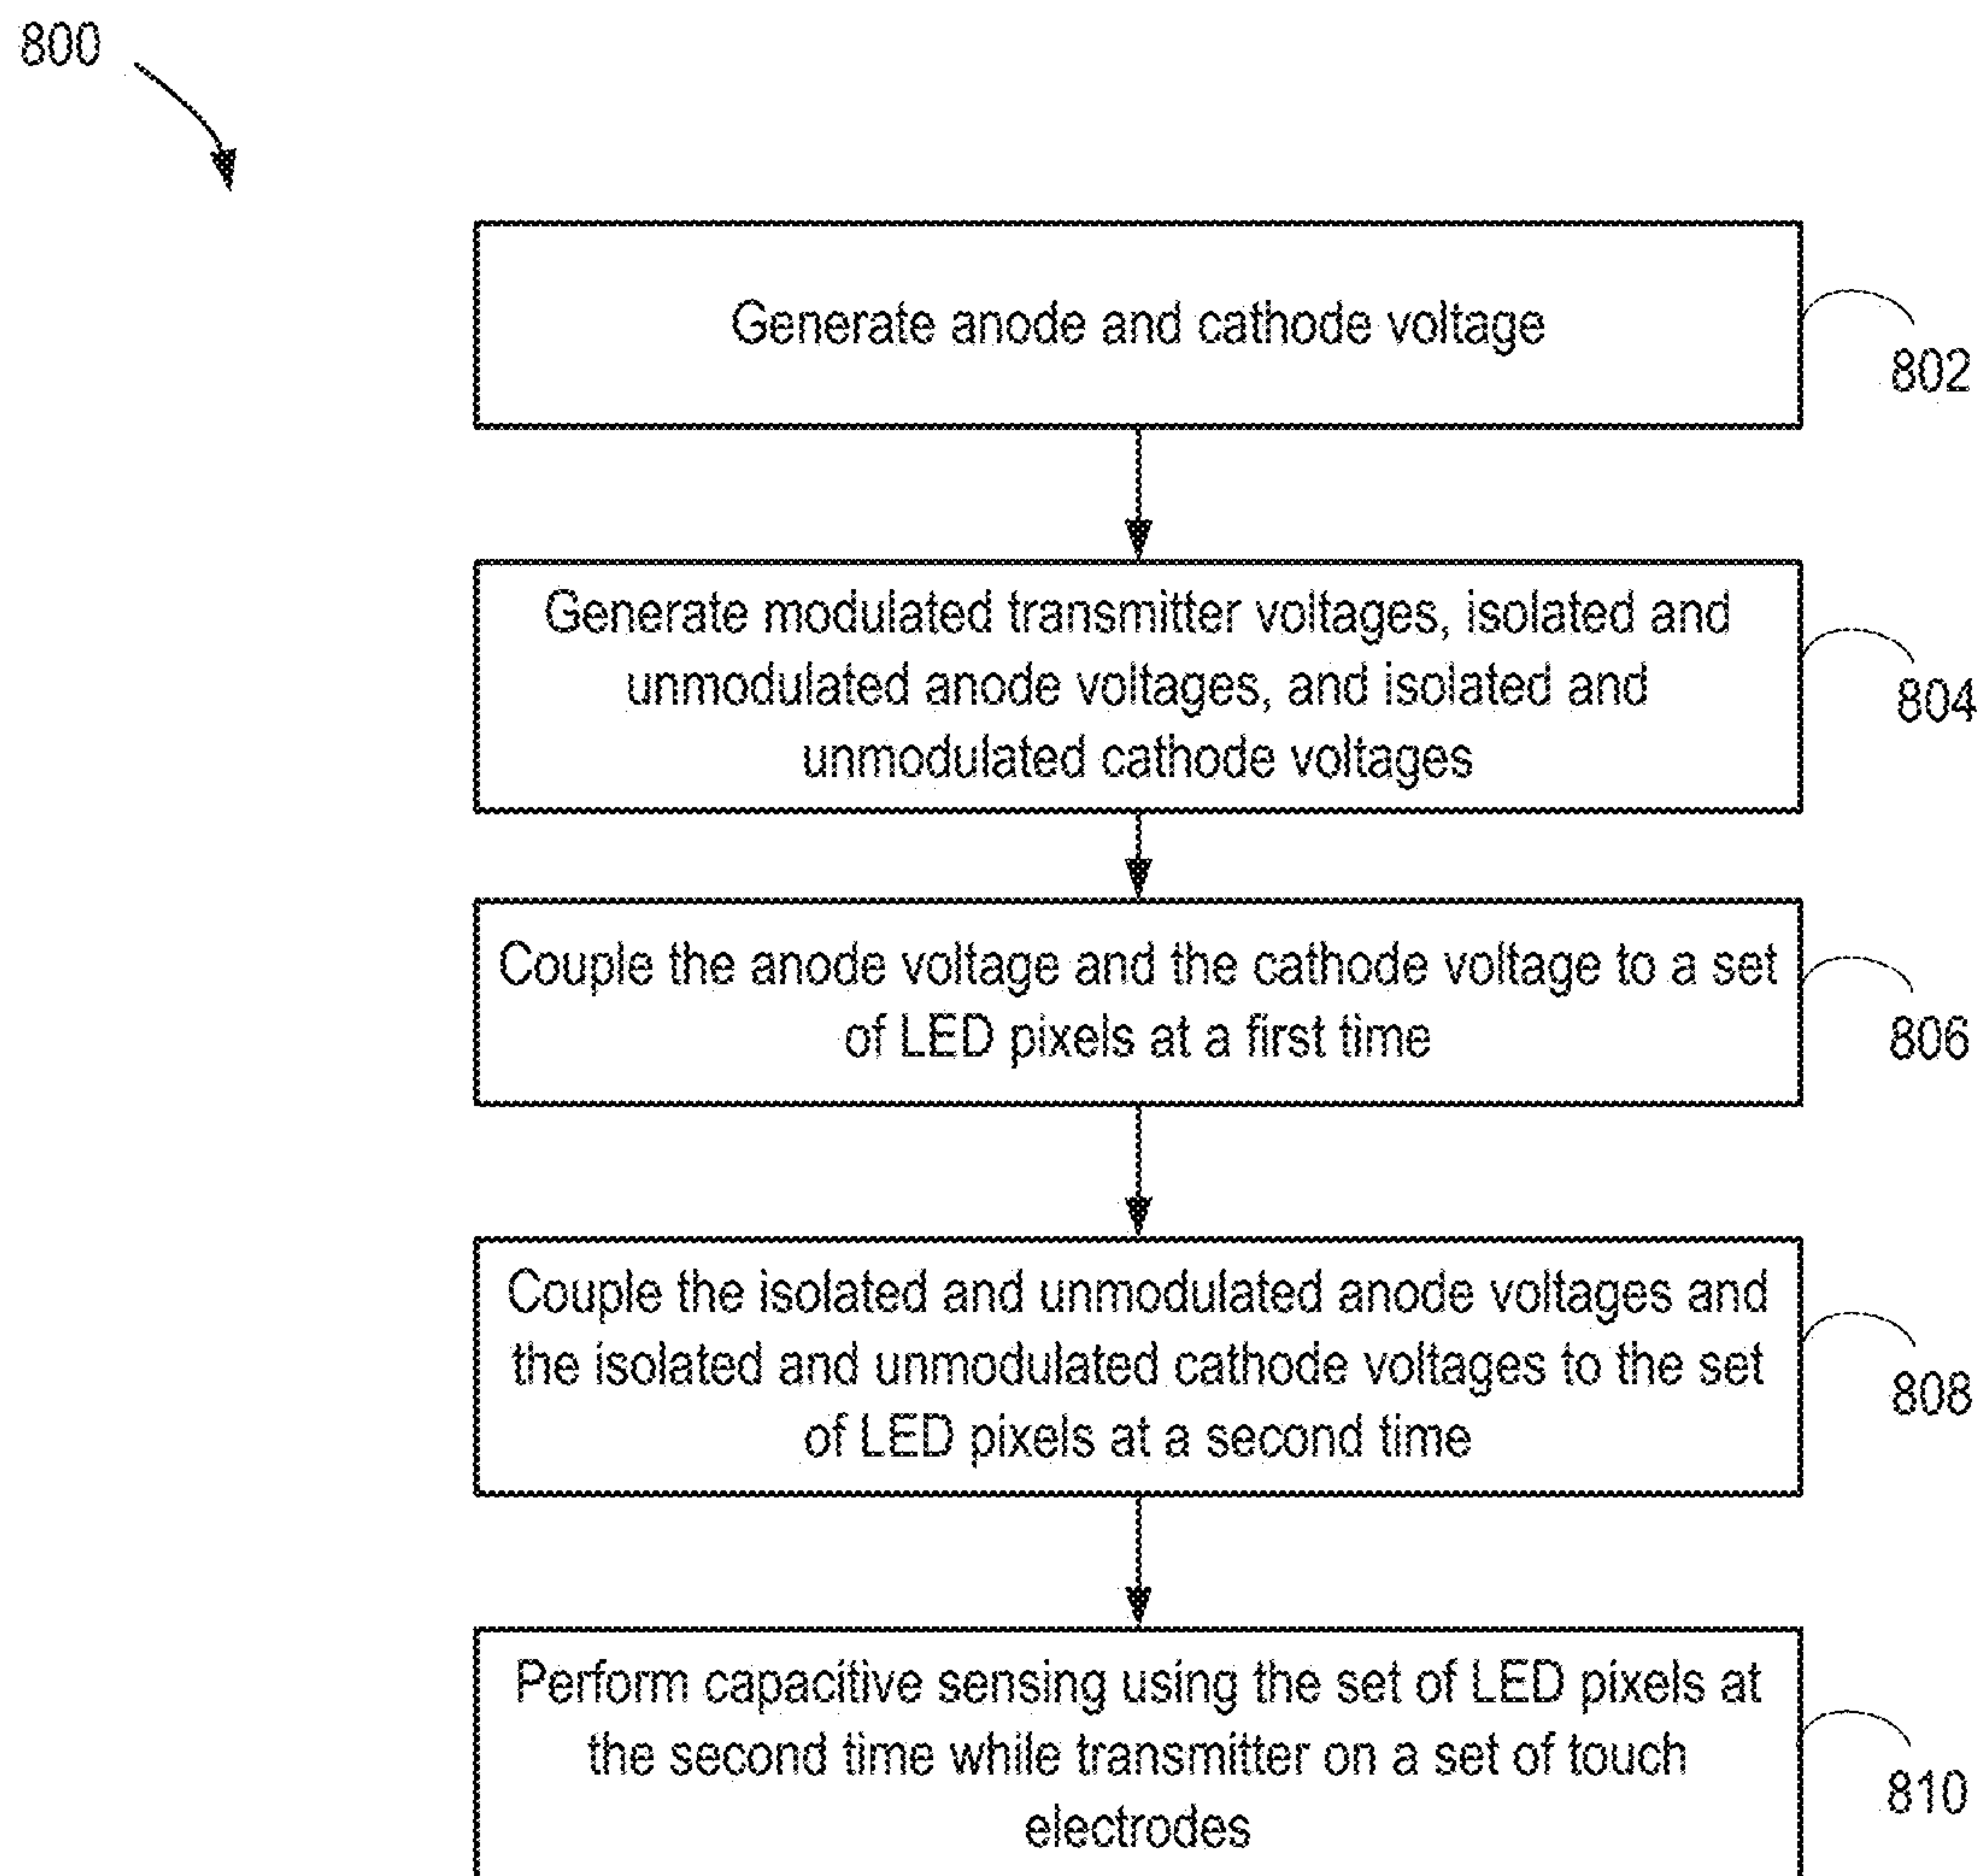 800
Generate anode and cathode voltage
802
Generate modulated transmitter voltages, isolated and
unmodulated anode voltages, and isolated and
unmodulated cathode voltages
804
Couple the anode voltage and the cathode voltage to a set
of LED pixels at a first time
806
Couple the isolated and unmodulated anode voltages and
the isolated and unmodulated cathode voltages to the set
of LED pixels at a second time
808
Perform capacitive sensing using the set of LED pixels at
the second time while transmitter on a set of touch
electrodes
810